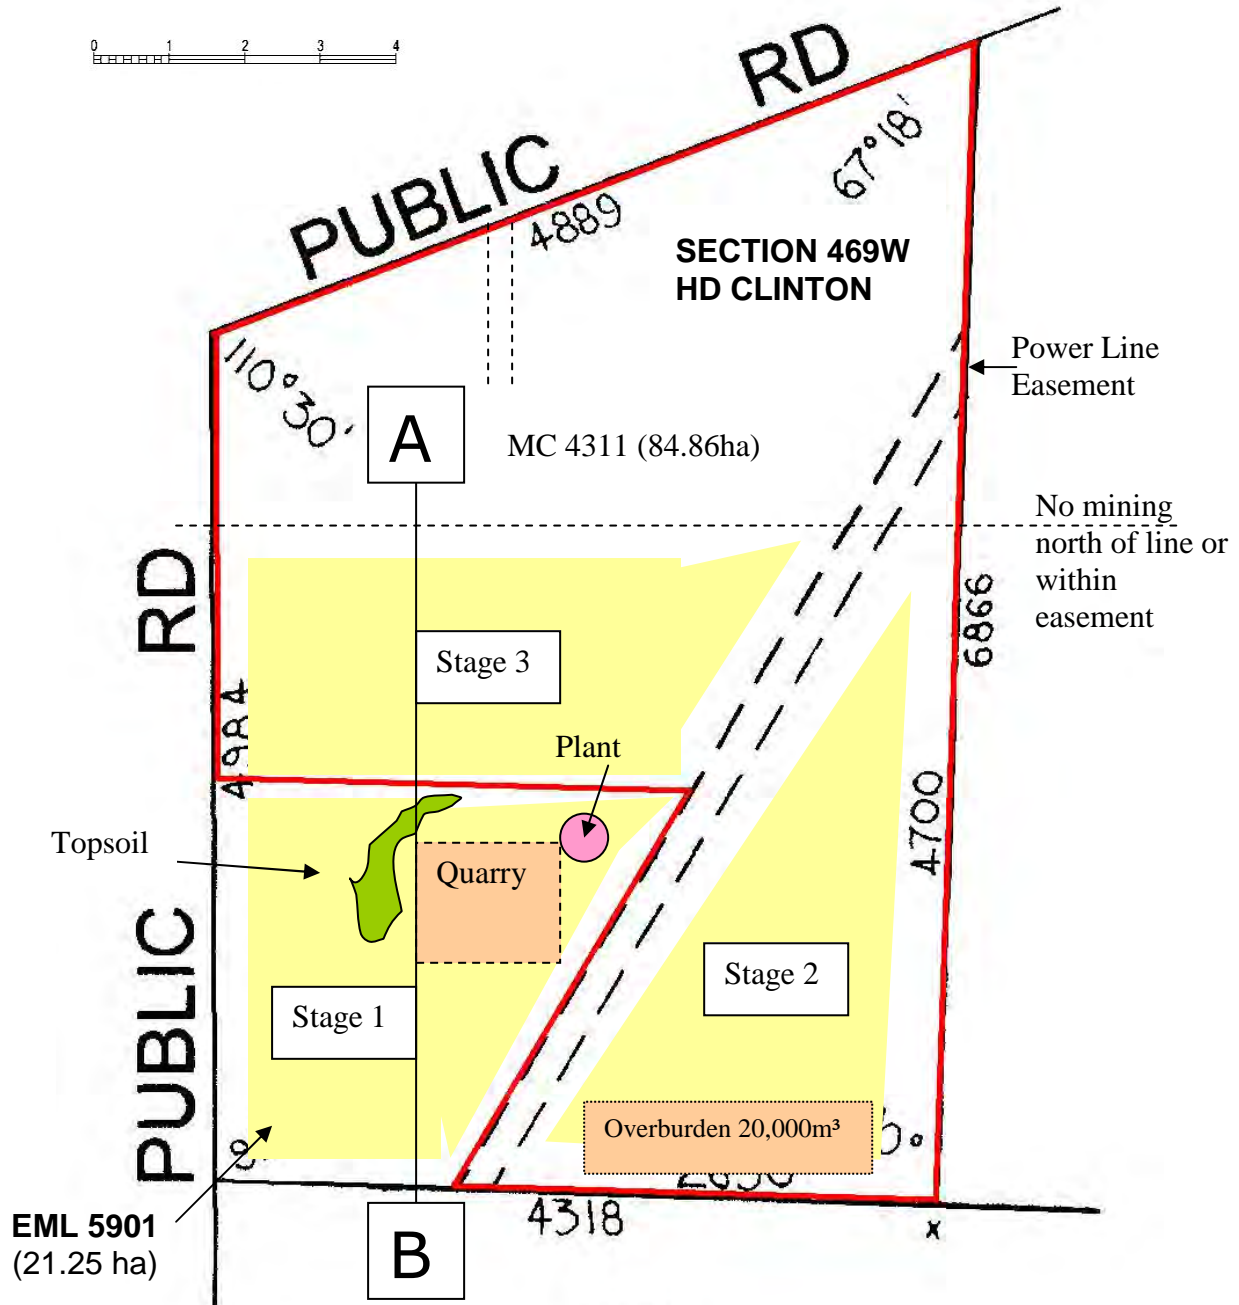 0 1 2 3 4
PUBLIC RD
4889
67°18'
SECTION 469W
HD CLINTON
110°30'
Power Line
Easement
A
MC 4311 (84.86ha)
No mining
north of line or
within
easement
PUBLIC RD
6866
Stage 3
4984
Plant
4700
Topsoil
Quarry
Stage 2
Stage 1
Overburden 20,000m³
4318
x
EML 5901
(21.25 ha)
B